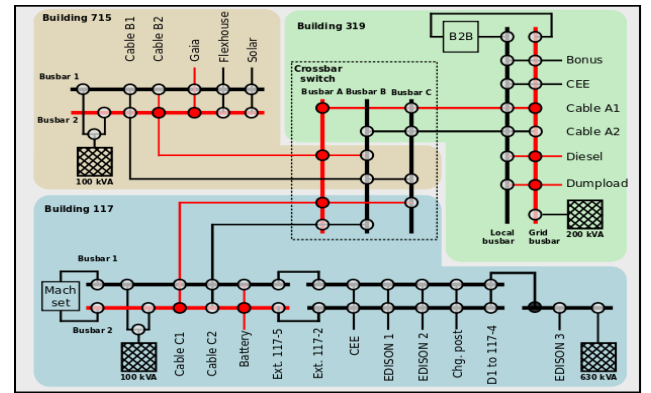 Building 715
Cable B1
Cable B2
Gaia
Flexhouse
Solar
Busbar 1
Busbar 2
100 kVA
Building 319
B2B
Crossbar
switch
Busbar A
Busbar B
Busbar C
Bonus
CEE
Cable A1
Cable A2
Diesel
Dumpload
Local
busbar
Grid
busbar
200 kVA
Building 117
Busbar 1
Mach
set
Busbar 2
100 kVA
Cable C1
Cable C2
Battery
Ext. 117-5
Ext. 117-2
CEE
EDISON 1
EDISON 2
Chg. post
D1 to 117-4
EDISON 3
630 kVA